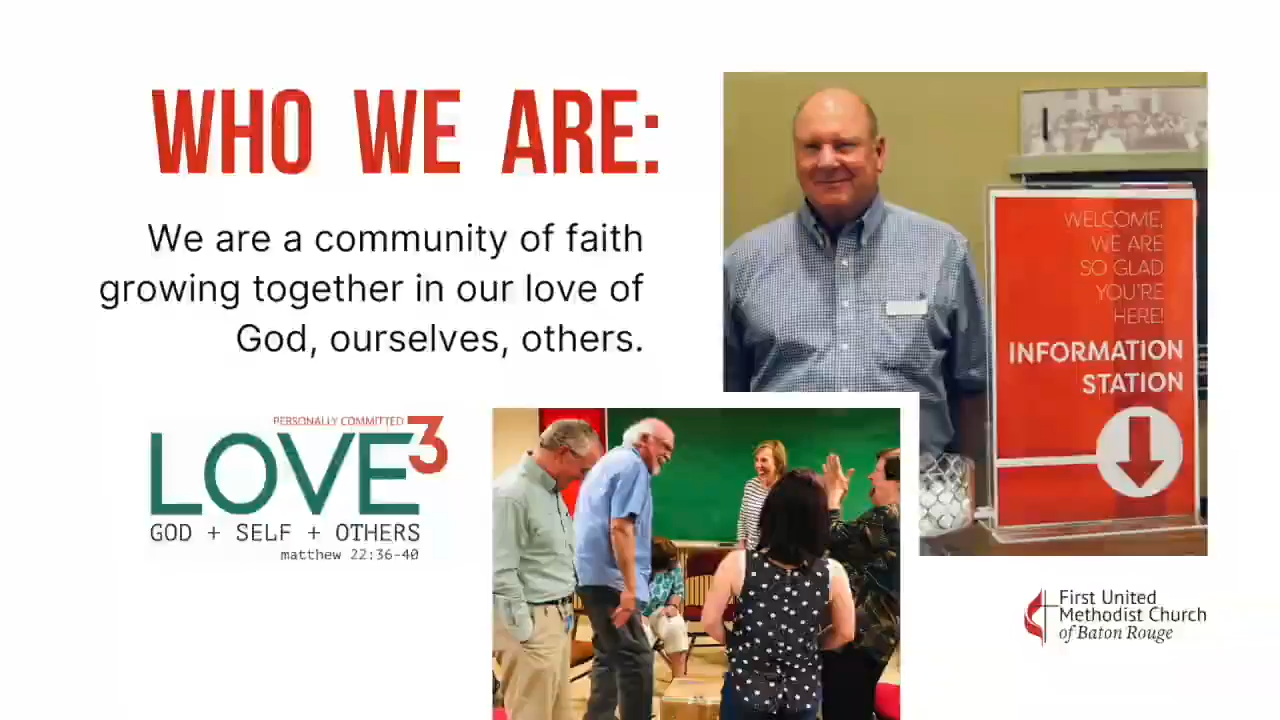 WHO WE ARE:
We are a community of faith
growing together in our love of
God, ourselves, others.
PERSONALLY COMMITTED
LOVE3
GOD + SELF + OTHERS
matthew 22:36-40
WELCOME,
WE ARE
SO GLAD
YOU'RE
HERE!
INFORMATION
STATION
First United
Methodist Church
of Baton Rouge